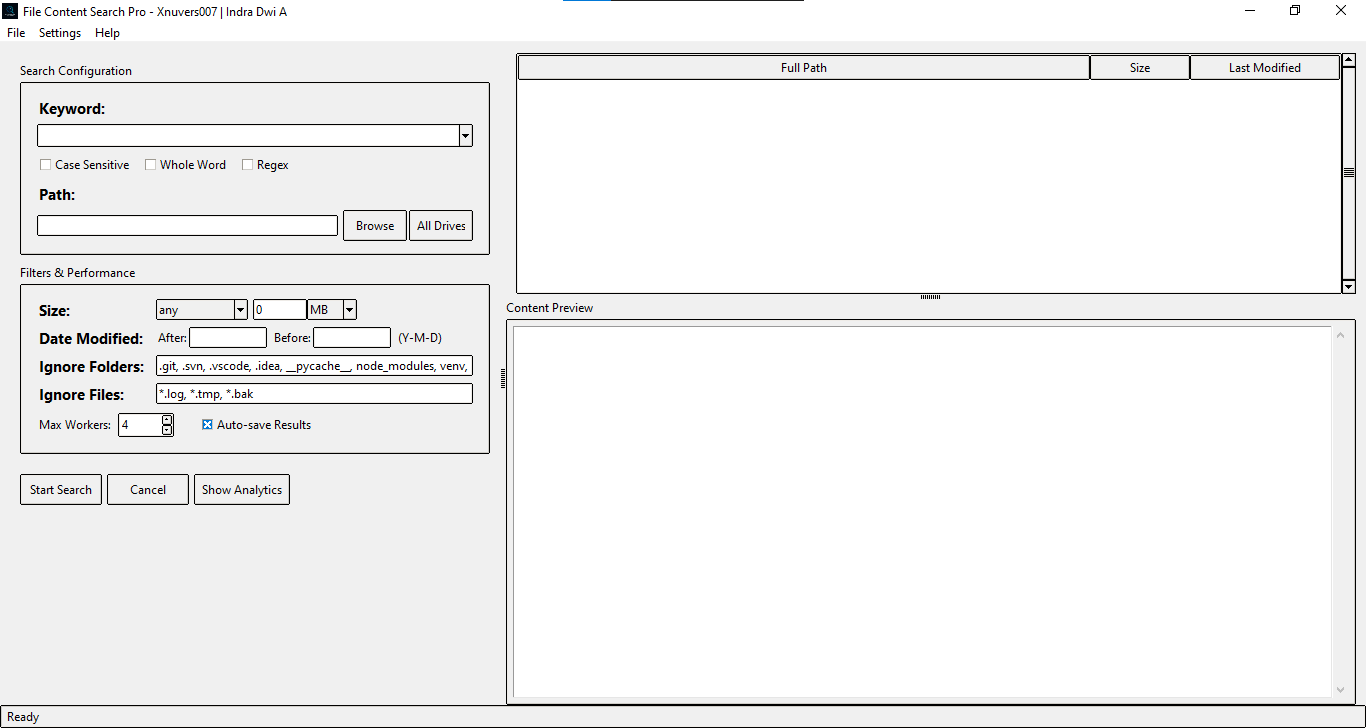 File Content Search Pro - Xnuvers007 | Indra Dwi A
File Settings Help
Search Configuration
Keyword:
Case Sensitive Whole Word Regex
Path:
Browse All Drives
Filters & Performance
Size: any 0 MB
Date Modified: After: Before: (Y-M-D)
Ignore Folders: .git, .svn, .vscode, .idea, __pycache__, node_modules, venv,
Ignore Files: *.log, *.tmp, *.bak
Max Workers: 4 Auto-save Results
Start Search Cancel Show Analytics
Full Path Size Last Modified
Content Preview
Ready